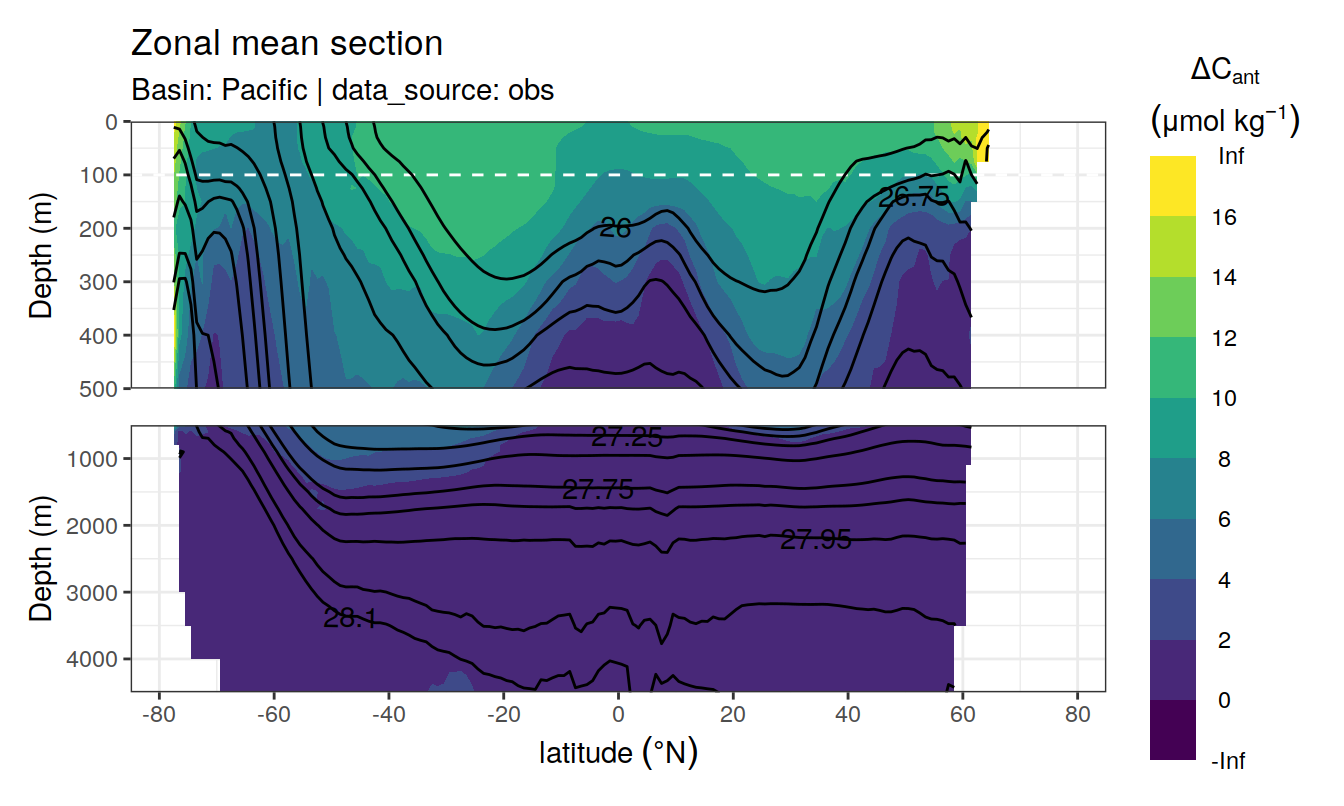 Zonal mean section
Basin: Pacific | data_source: obs
ΔCant
(μmol kg−1)
Inf
16
14
12
10
8
6
4
2
0
-Inf
Depth (m)
0
100
200
300
400
500
26
26.75
Depth (m)
1000
2000
3000
4000
27.25
27.75
27.95
28.1
-80 -60 -40 -20 0 20 40 60 80
latitude (°N)